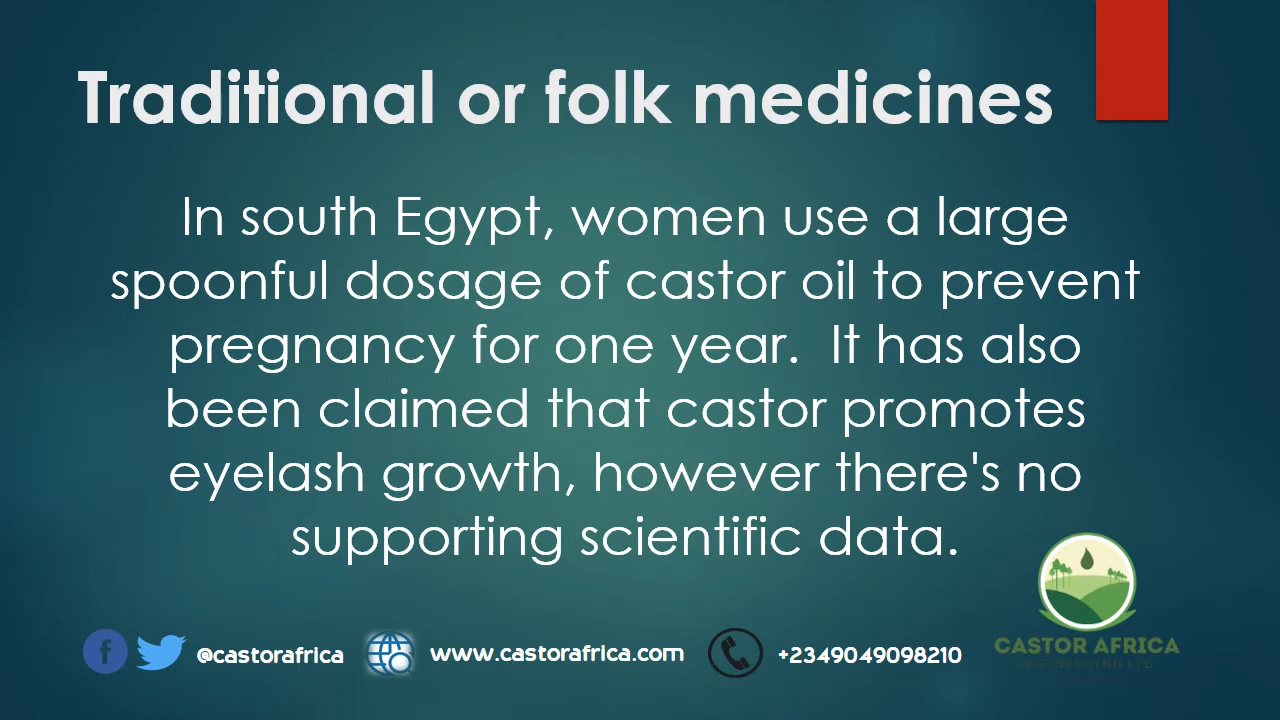 Traditional or folk medicines
In south Egypt, women use a large
spoonful dosage of castor oil to prevent
pregnancy for one year. It has also
been claimed that castor promotes
eyelash growth, however there's no
supporting scientific data.
f
@castorafrica
www.castorafrica.com
+2349049098210
CASTOR AFRICA
ENGINEERING LTD